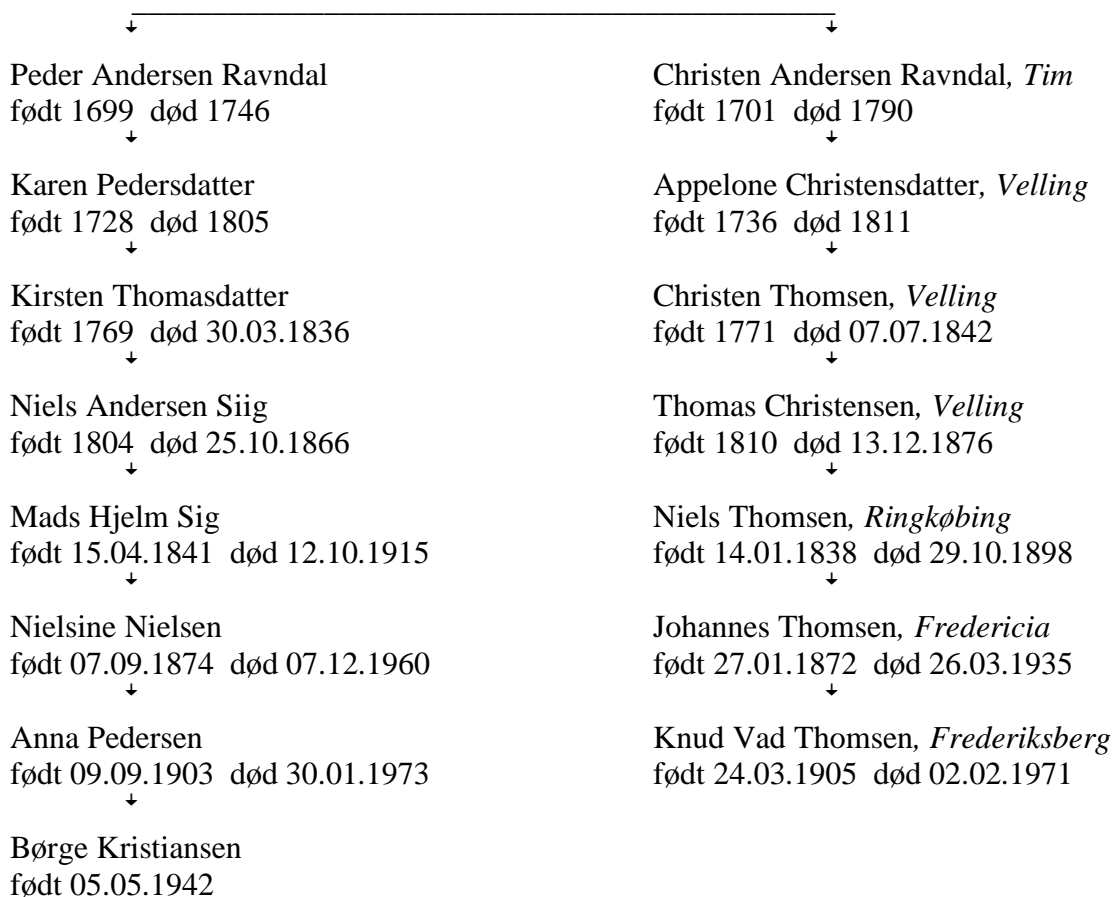 Peder Andersen Ravndal
født 1699 død 1746
Karen Pedersdatter
født 1728 død 1805
Kirsten Thomasdatter
født 1769 død 30.03.1836
Niels Andersen Siig
født 1804 død 25.10.1866
Mads Hjelm Sig
født 15.04.1841 død 12.10.1915
Nielsine Nielsen
født 07.09.1874 død 07.12.1960
Anna Pedersen
født 09.09.1903 død 30.01.1973
Børge Kristiansen
født 05.05.1942
Christen Andersen Ravndal, Tim
født 1701 død 1790
Appelone Christensdatter, Velling
født 1736 død 1811
Christen Thomsen, Velling
født 1771 død 07.07.1842
Thomas Christensen, Velling
født 1810 død 13.12.1876
Niels Thomsen, Ringkøbing
født 14.01.1838 død 29.10.1898
Johannes Thomsen, Fredericia
født 27.01.1872 død 26.03.1935
Knud Vad Thomsen, Frederiksberg
født 24.03.1905 død 02.02.1971